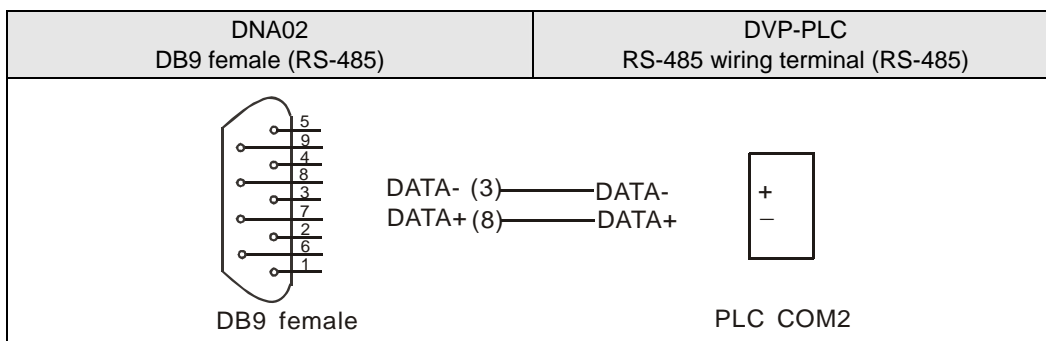 DNA02
DB9 female (RS-485)
DVP-PLC
RS-485 wiring terminal (RS-485)
5
9
4
8
3
7
2
6
1
DATA- (3) DATA-
DATA+ (8) DATA+
+
−
DB9 female
PLC COM2